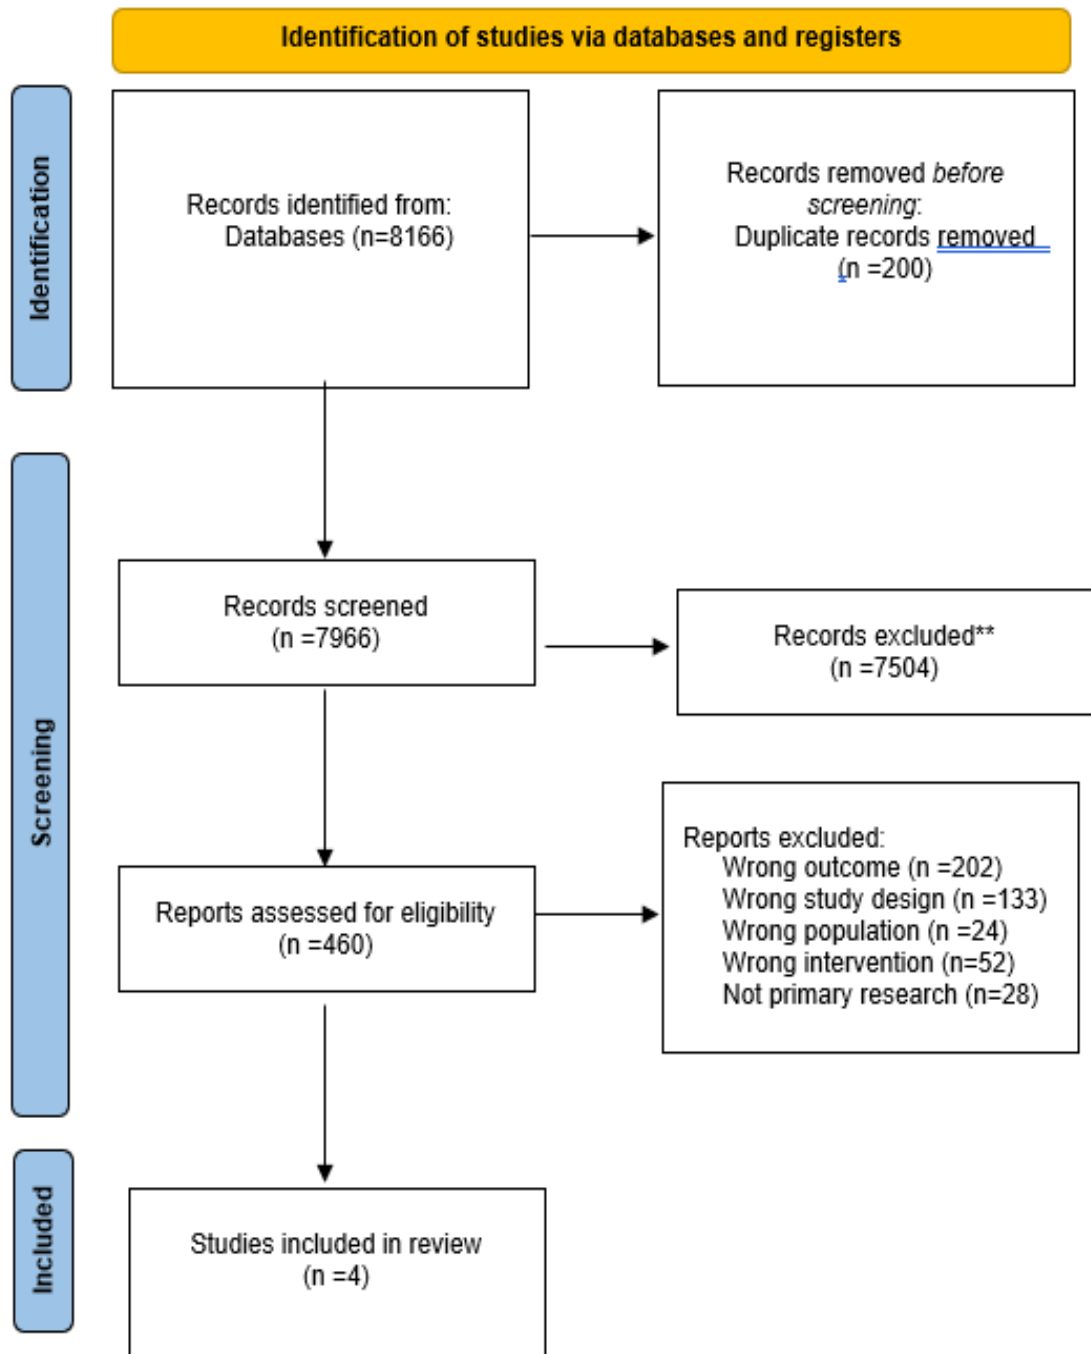 Identification of studies via databases and registers
Identification
Records identified from:
Databases (n=8166)
Records removed before
screening:
Duplicate records removed
(n =200)
Screening
Records screened
(n =7966)
Records excluded**
(n =7504)
Reports assessed for eligibility
(n =460)
Reports excluded:
Wrong outcome (n =202)
Wrong study design (n =133)
Wrong population (n =24)
Wrong intervention (n=52)
Not primary research (n=28)
Included
Studies included in review
(n =4)